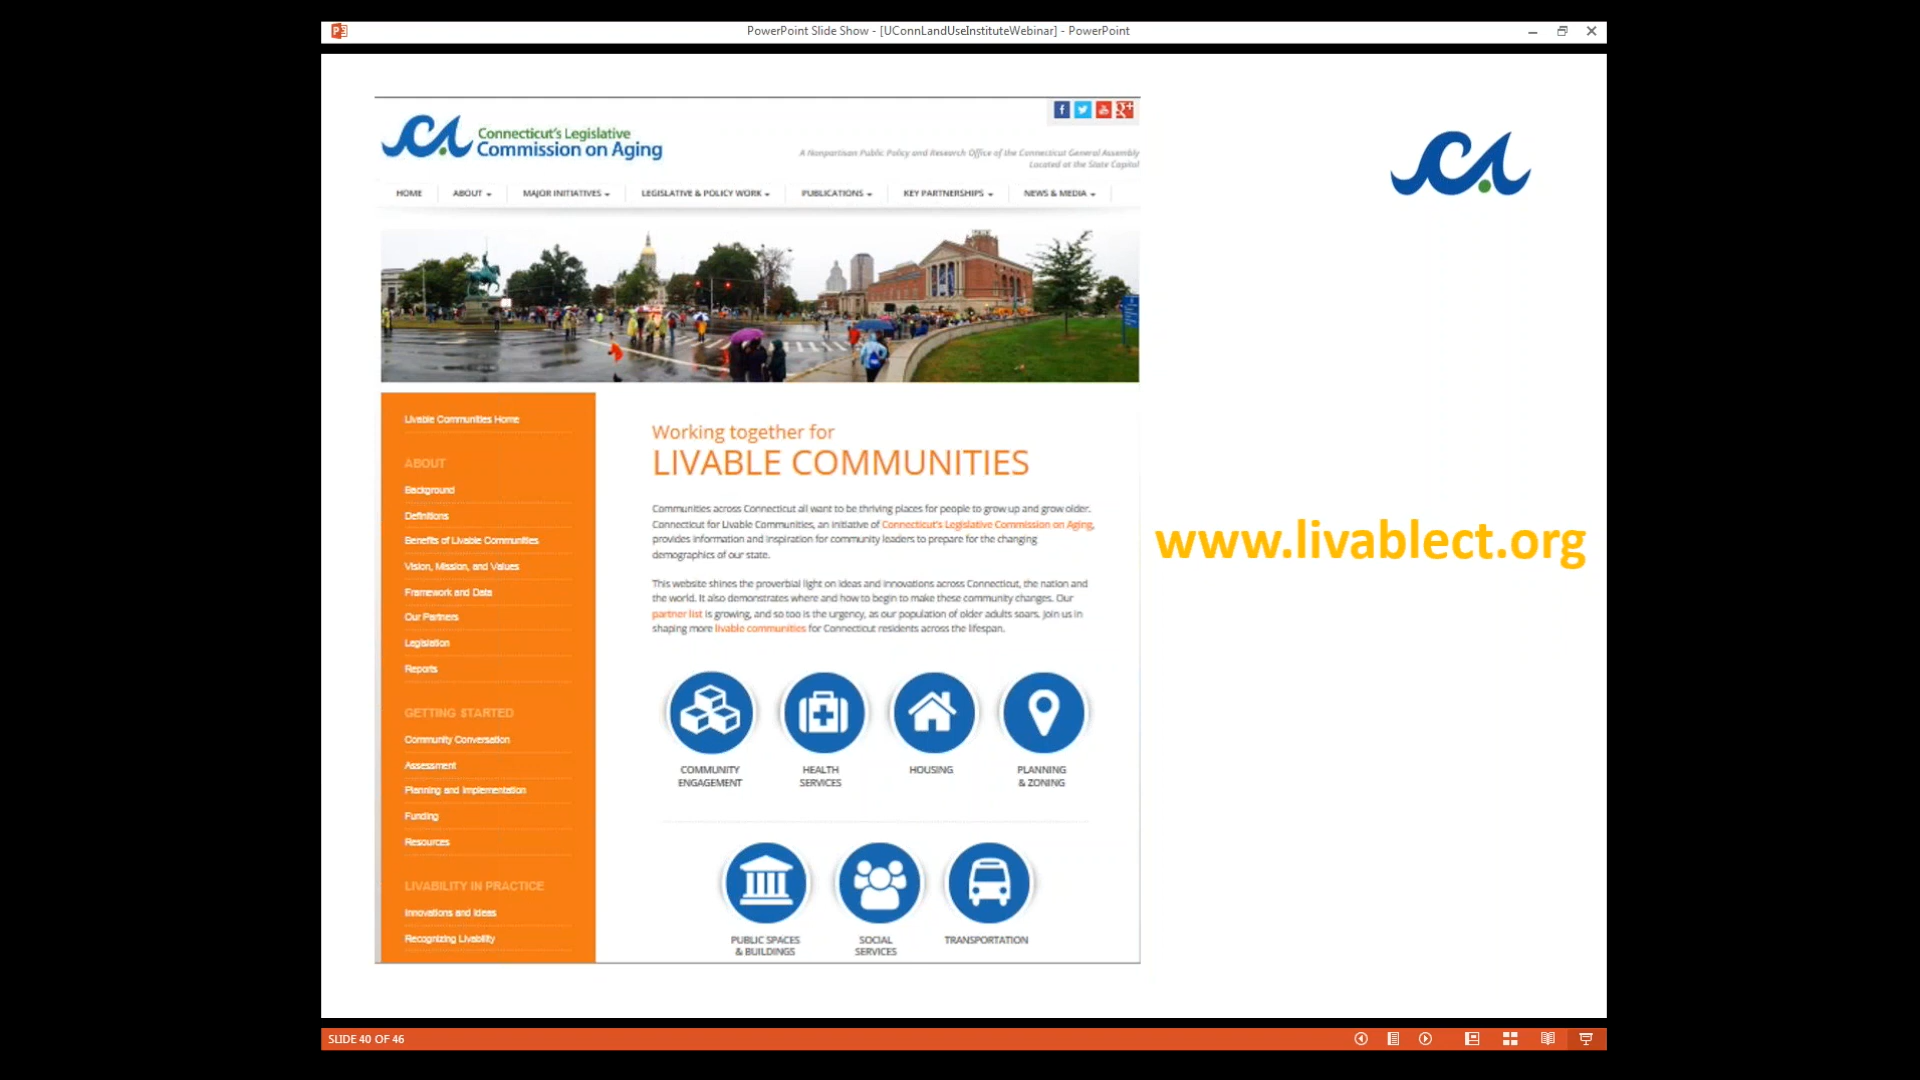 PowerPoint Slide Show - [UConnLandUseInstituteWebinar] - PowerPoint
Connecticut's Legislative
Commission on Aging
A Nonpartisan Public Policy and Research Office of the Connecticut General Assembly
Located at the State Capitol
HOME ABOUT MAJOR INITIATIVES LEGISLATIVE & POLICY WORK PUBLICATIONS KEY PARTNERSHIPS NEWS & MEDIA
Livable Communities Home
ABOUT
Background
Definitions
Benefits of Livable Communities
Vision, Mission, and Values
Framework and Data
Our Partners
Legislation
Reports
GETTING STARTED
Community Conversation
Assessment
Planning and Implementation
Funding
Resources
LIVABILITY IN PRACTICE
Innovations and Ideas
Recognizing Livability
Working together for
LIVABLE COMMUNITIES
Communities across Connecticut all want to be thriving places for people to grow up and grow older.
Connecticut for Livable Communities, an initiative of Connecticut's Legislative Commission on Aging,
provides information and inspiration for community leaders to prepare for the changing
demographics of our state.
This website shines the proverbial light on ideas and innovations across Connecticut, the nation and
the world. It also demonstrates where and how to begin to make these community changes. Our
partner list is growing, and so too is the urgency, as our population of older adults soars. Join us in
shaping more livable communities for Connecticut residents across the lifespan.
COMMUNITY
ENGAGEMENT
HEALTH
SERVICES
HOUSING
PLANNING
& ZONING
PUBLIC SPACES
& BUILDINGS
SOCIAL
SERVICES
TRANSPORTATION
www.livablect.org
SLIDE 40 OF 46